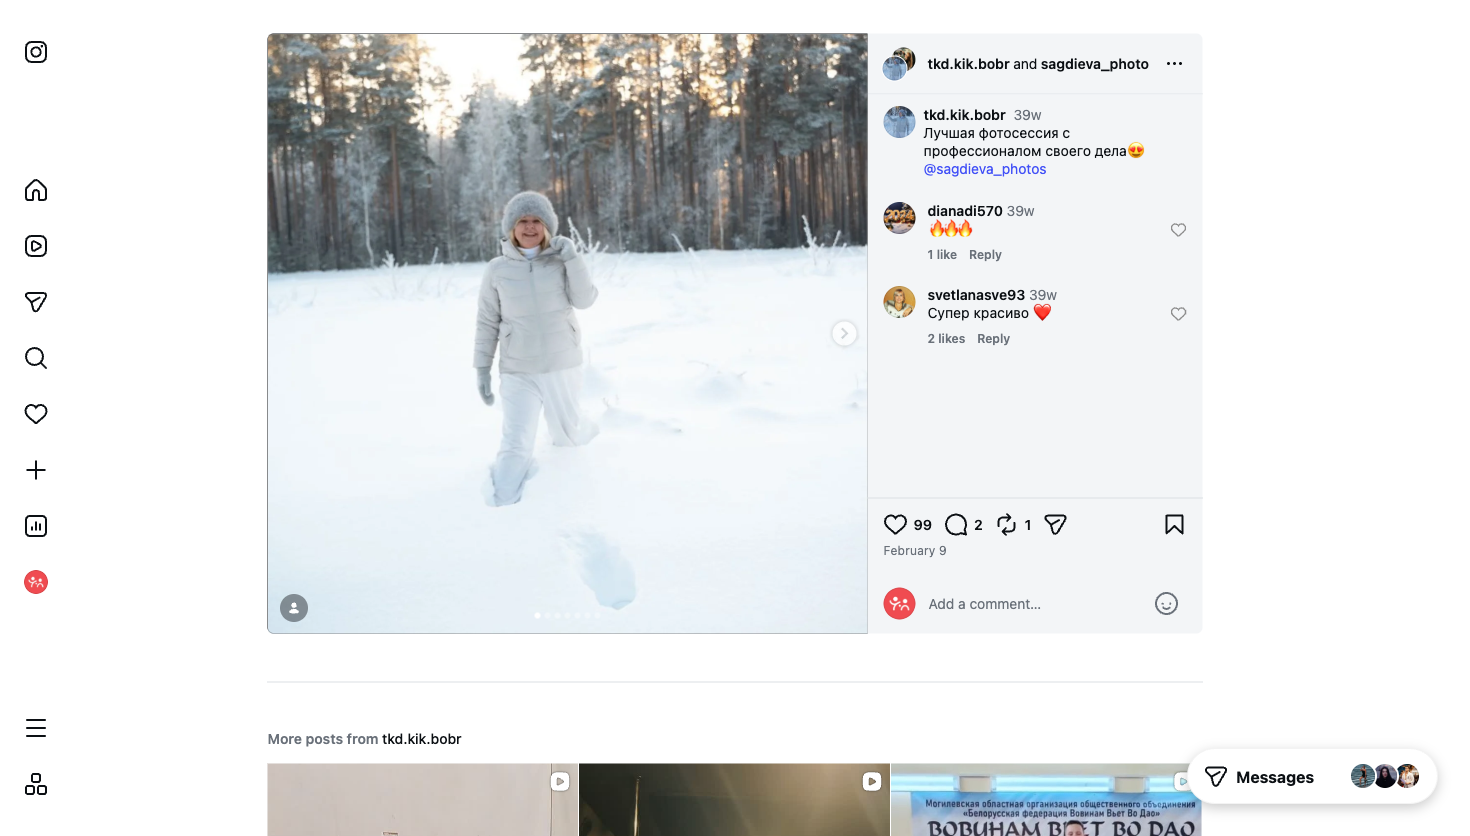 tkd.kik.bobr and sagdieva_photo
tkd.kik.bobr 39w
Лучшая фотосессия с
профессионалом своего дела😍
@sagdieva_photos
dianadi570 39w
🔥🔥🔥
1 like Reply
svetlanasve93 39w
Супер красиво ❤️
2 likes Reply
99 2 1
February 9
Add a comment...
More posts from tkd.kik.bobr
Могилевская областная организация общественного объединения
«Белорусская федерация Вовинам Вьет Во Дао»
ВОВИНАМ ВЬЕТ ВО ДАО
Messages